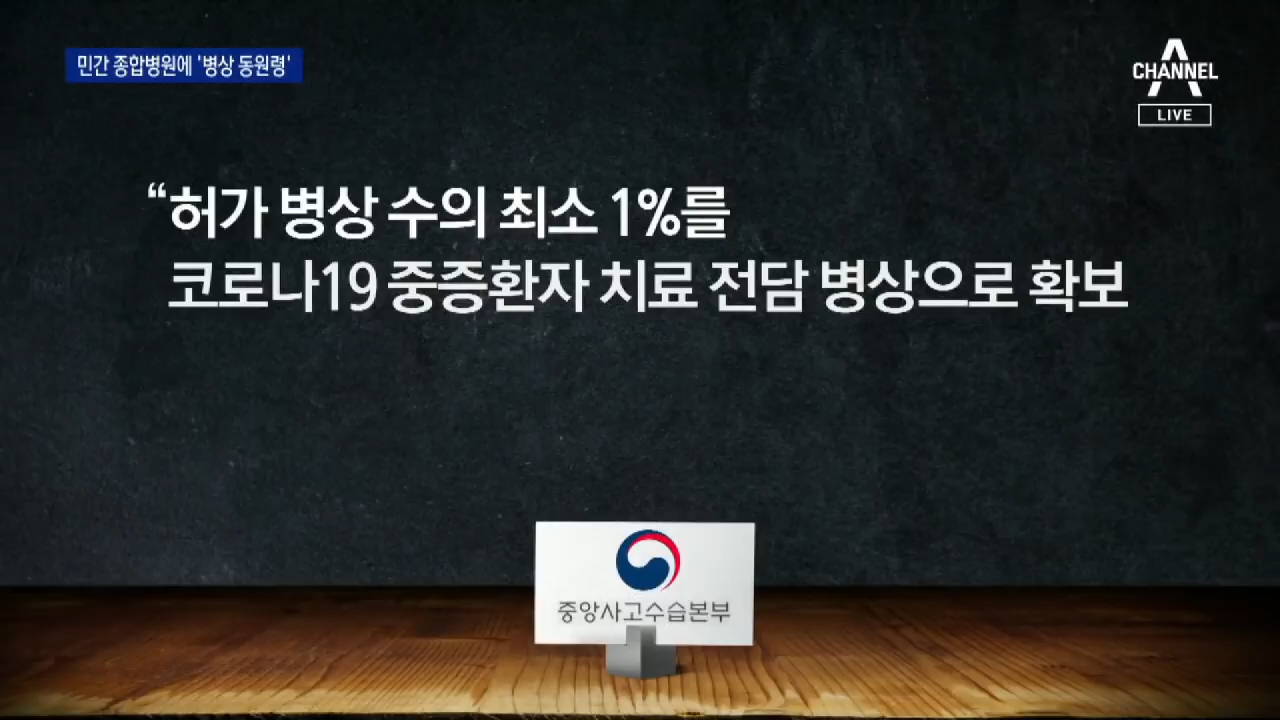 민간 종합병원에 '병상 동원령'
CHANNEL A
LIVE
“허가 병상 수의 최소 1%를
코로나19 중증환자 치료 전담 병상으로 확보
중앙사고수습본부